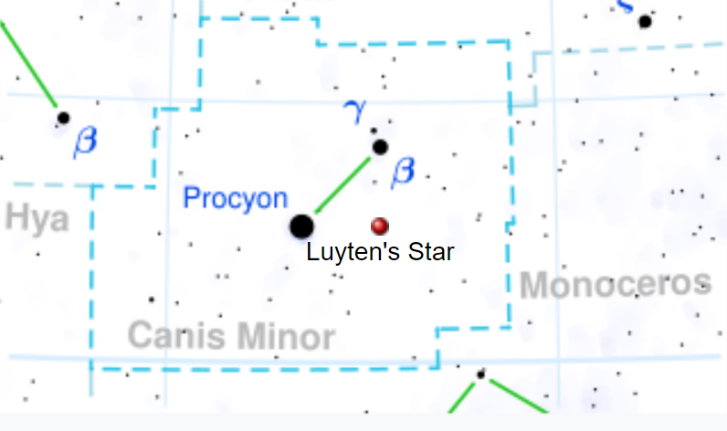 ζ
γ
β
β
Procyon
Hya
Luyten's Star
Monoceros
Canis Minor